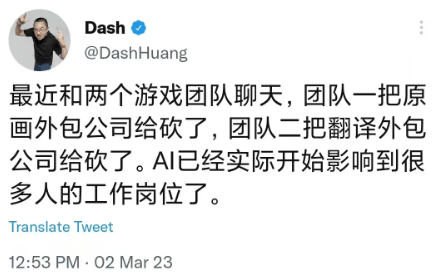 Dash
@DashHuang
最近和两个游戏团队聊天，团队一把原
画外包公司给砍了，团队二把翻译外包
公司给砍了。AI已经实际开始影响到很
多人的工作岗位了。
Translate Tweet
12:53 PM · 02 Mar 23